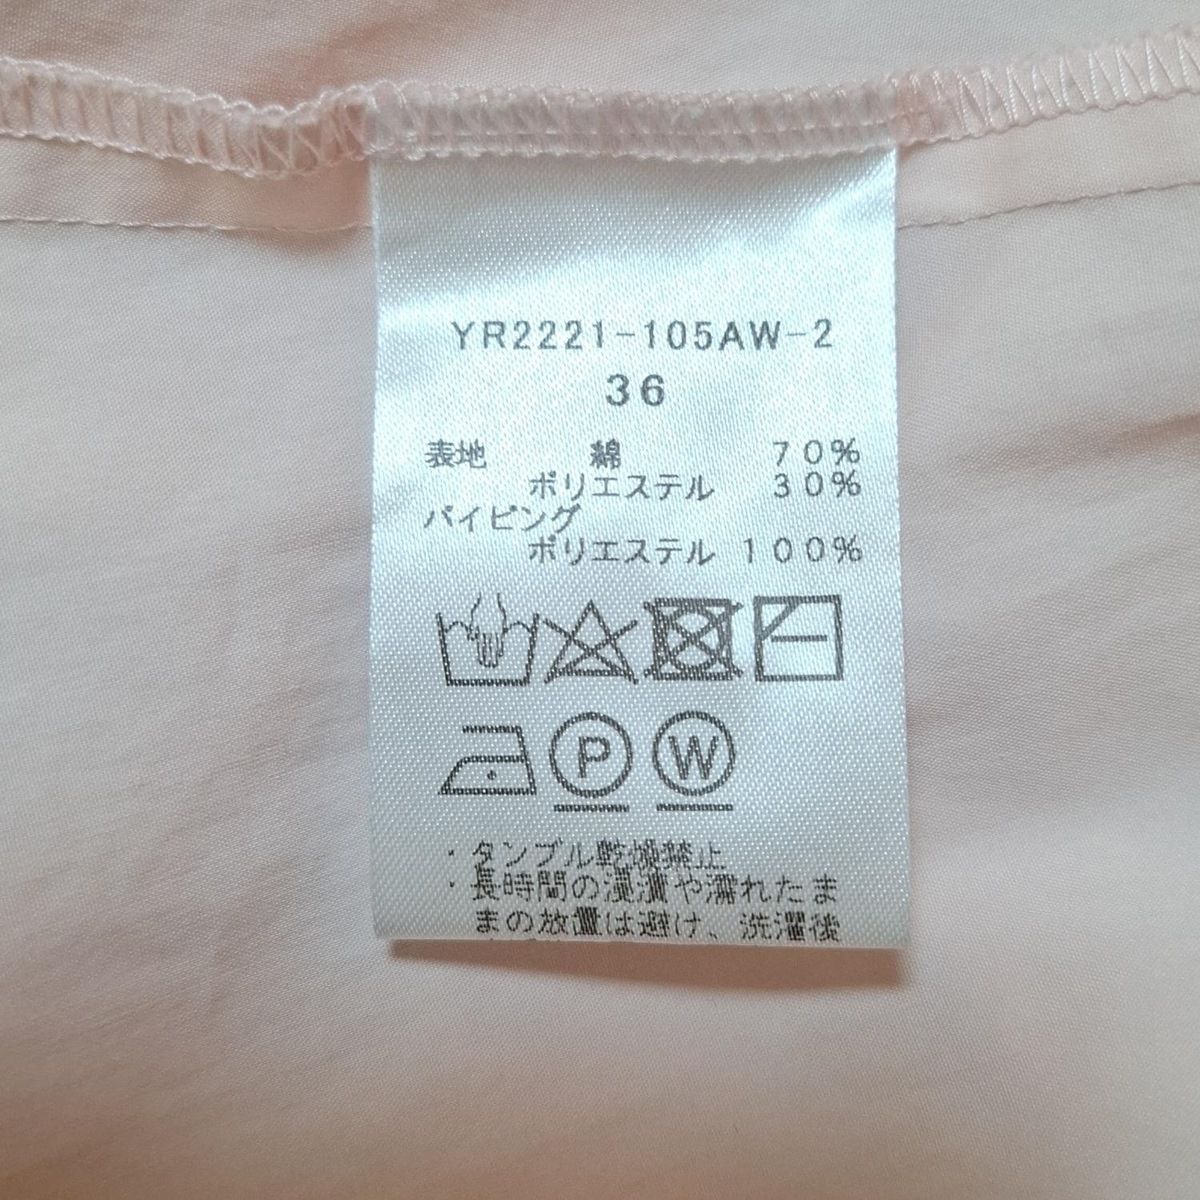 YR2221-105AW-2
36
表地 綿 70%
ポリエステル 30%
パイピング
ポリエステル 100%
P W
・タンブル乾燥禁止
・長時間の浸漬や濡れたま
まの放置は避け、洗濯後